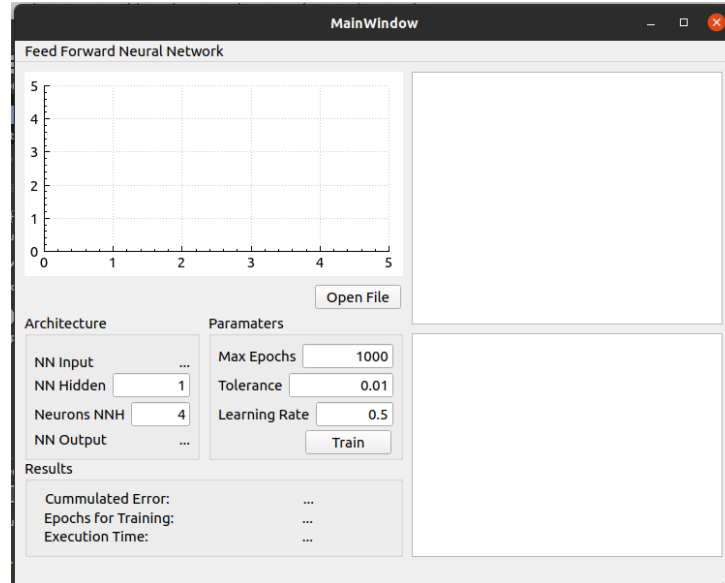 MainWindow
Feed Forward Neural Network
5
4
3
2
1
0
0 1 2 3 4 5
Open File
Architecture
NN Input ...
NN Hidden 1
Neurons NNH 4
NN Output ...
Paramaters
Max Epochs 1000
Tolerance 0.01
Learning Rate 0.5
Train
Results
Cummulated Error: ...
Epochs for Training: ...
Execution Time: ...